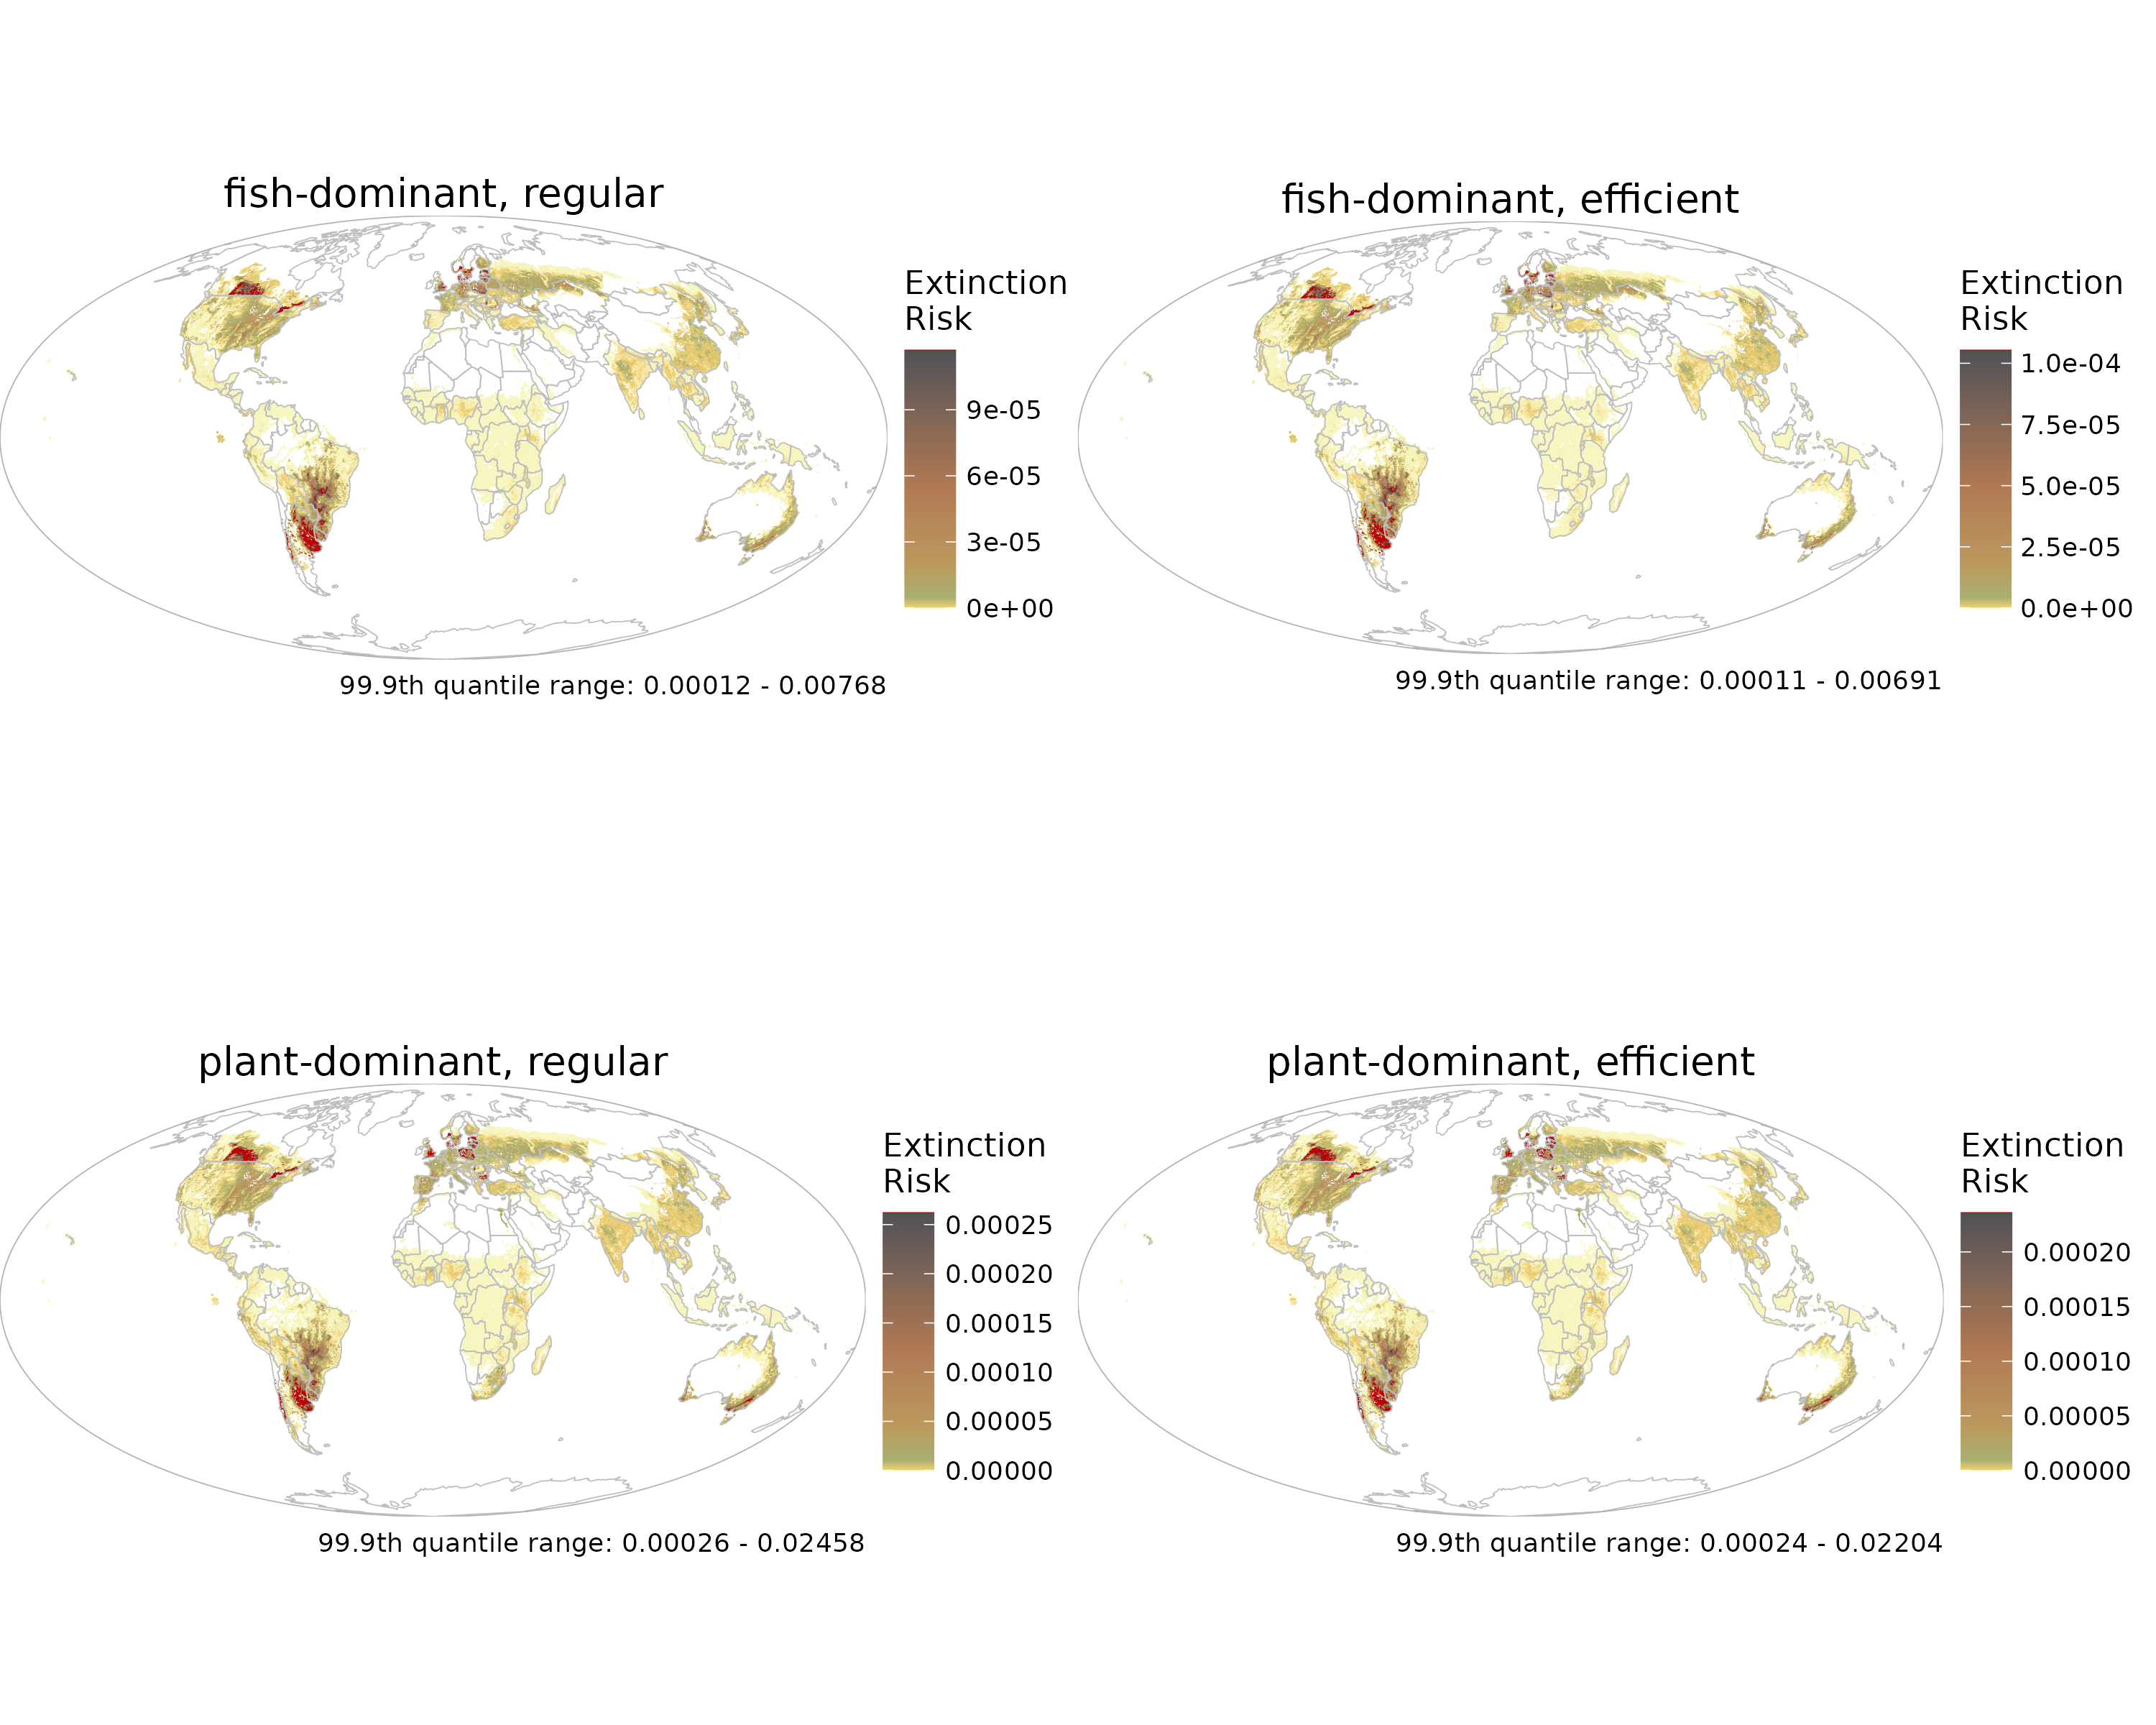 fish-dominant, regular
Extinction
Risk
9e-05
6e-05
3e-05
0e+00
99.9th quantile range: 0.00012 - 0.00768
fish-dominant, efficient
Extinction
Risk
1.0e-04
7.5e-05
5.0e-05
2.5e-05
0.0e+00
99.9th quantile range: 0.00011 - 0.00691
plant-dominant, regular
Extinction
Risk
0.00025
0.00020
0.00015
0.00010
0.00005
0.00000
99.9th quantile range: 0.00026 - 0.02458
plant-dominant, efficient
Extinction
Risk
0.00020
0.00015
0.00010
0.00005
0.00000
99.9th quantile range: 0.00024 - 0.02204